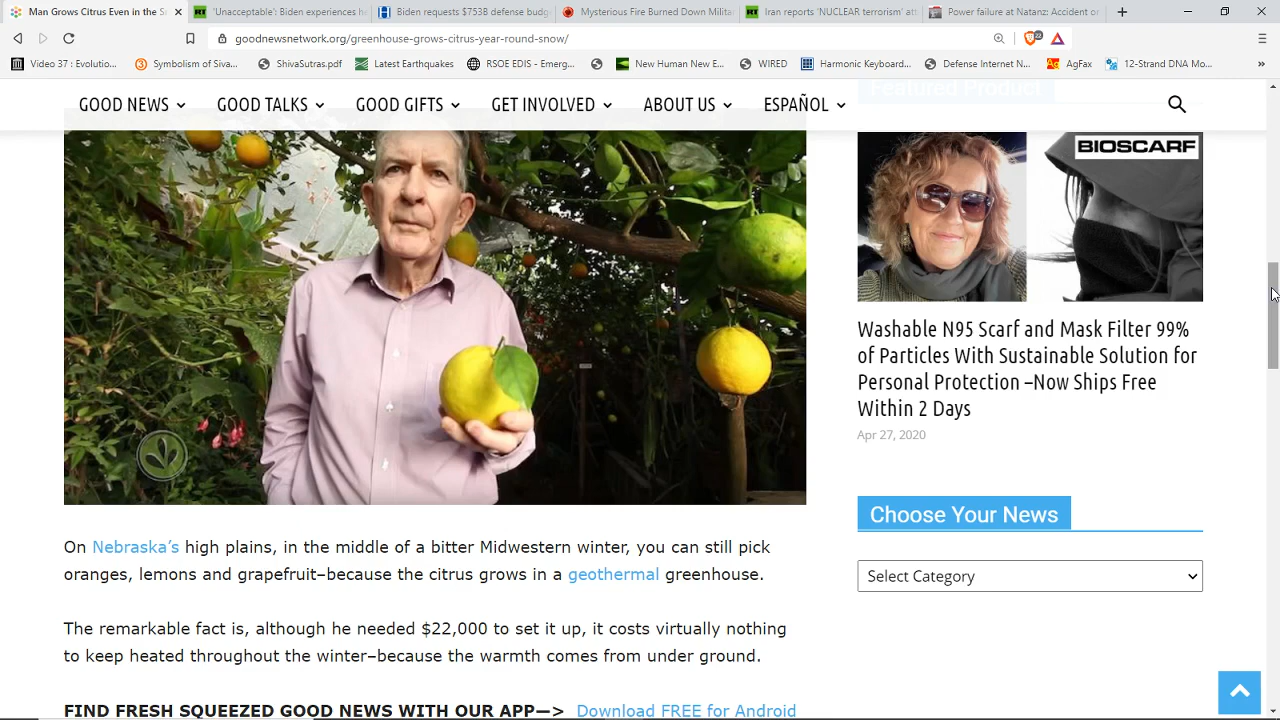 Man Grows Citrus Even in the S
'Unacceptable': Biden experiences h
Biden requests $753B defense budg
Mysterious Fire Burned Down Milita
Iran reports 'NUCLEAR terrorism' att
Power failure at Natanz: Accident or
goodnewsnetwork.org/greenhouse-grows-citrus-year-round-snow/
22
Video 37 : Evolutio...
Symbolism of Siva...
ShivaSutras.pdf
Latest Earthquakes
RSOE EDIS - Emerg...
New Human New E...
WIRED
Harmonic Keyboard...
Defense Internet N...
AgFax
12-Strand DNA Mo...
GOOD NEWS
GOOD TALKS
GOOD GIFTS
GET INVOLVED
ABOUT US
ESPAÑOL
Featured Product
BIOSCARF
Washable N95 Scarf and Mask Filter 99%
of Particles With Sustainable Solution for
Personal Protection –Now Ships Free
Within 2 Days
Apr 27, 2020
Choose Your News
Select Category
On Nebraska's high plains, in the middle of a bitter Midwestern winter, you can still pick
oranges, lemons and grapefruit–because the citrus grows in a geothermal greenhouse.
The remarkable fact is, although he needed $22,000 to set it up, it costs virtually nothing
to keep heated throughout the winter–because the warmth comes from under ground.
FIND FRESH SQUEEZED GOOD NEWS WITH OUR APP—> Download FREE for Android